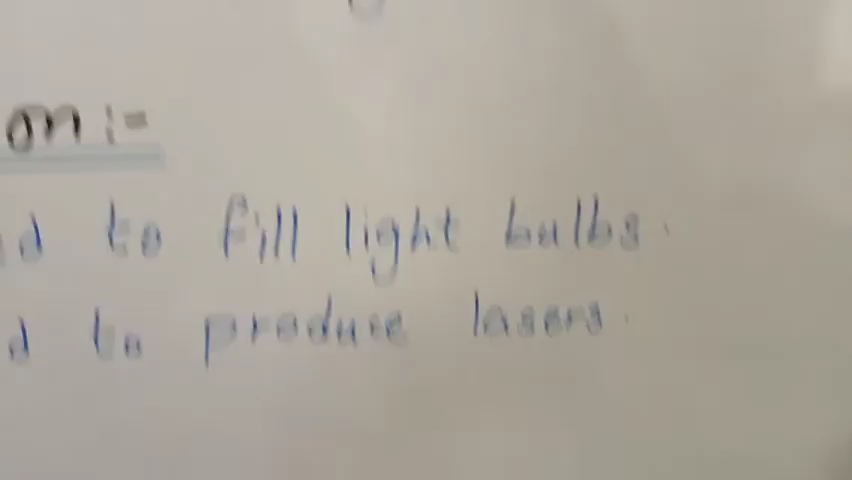 on :-
d to fill light bulbs.
d to produce lasers.